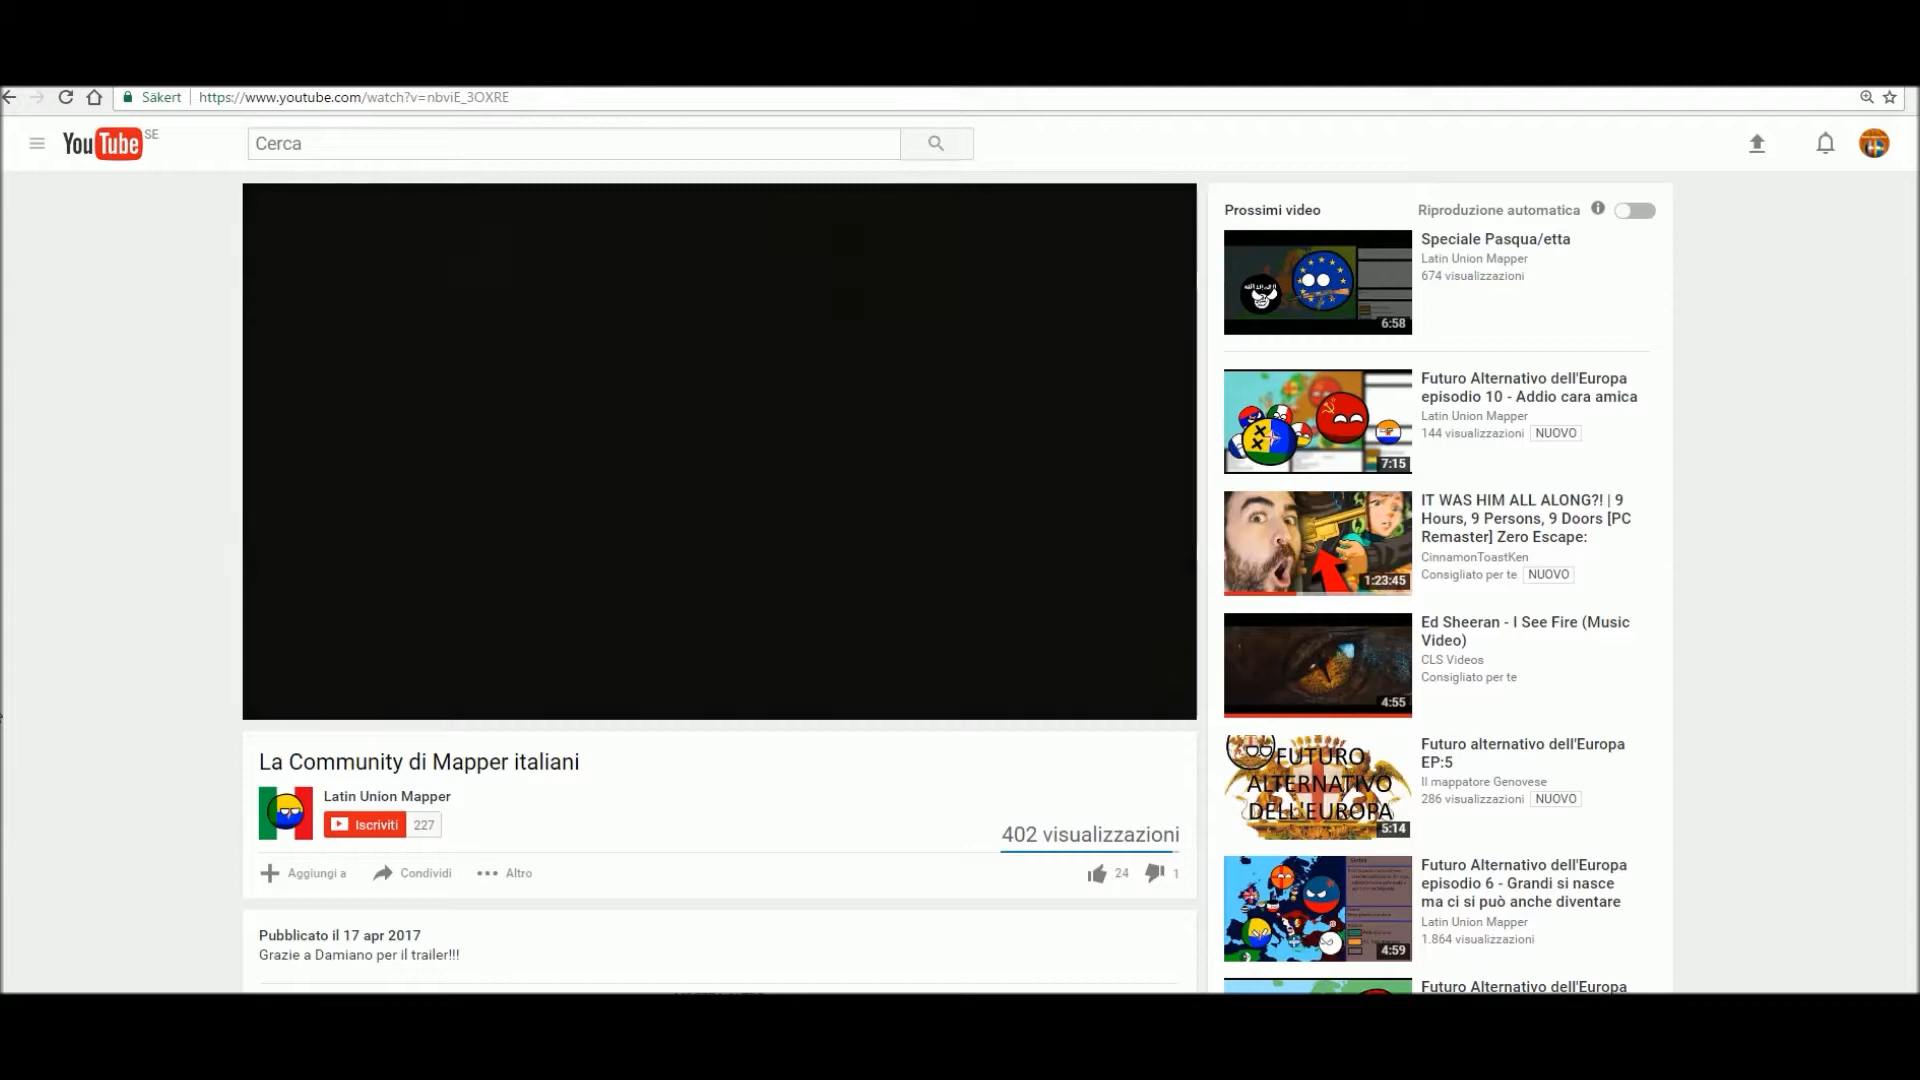 Säkert
https://www.youtube.com/watch?v=nbviE_3OXRE
YouTube SE
Cerca
Prossimi video
Riproduzione automatica
Speciale Pasqua/etta
Latin Union Mapper
674 visualizzazioni
6:58
Futuro Alternativo dell'Europa
episodio 10 - Addio cara amica
Latin Union Mapper
144 visualizzazioni NUOVO
7:15
IT WAS HIM ALL ALONG?! | 9
Hours, 9 Persons, 9 Doors [PC
Remaster] Zero Escape:
CinnamonToastKen
Consigliato per te NUOVO
1:23:45
Ed Sheeran - I See Fire (Music
Video)
CLS Videos
Consigliato per te
4:55
FUTURO
ALTERNATIVO
DELL'EUROPA
5:14
Futuro alternativo dell'Europa
EP:5
Il mappatore Genovese
286 visualizzazioni NUOVO
Futuro Alternativo dell'Europa
episodio 6 - Grandi si nasce
ma ci si può anche diventare
Latin Union Mapper
1.864 visualizzazioni
4:59
Futuro Alternativo dell'Europa
La Community di Mapper italiani
Latin Union Mapper
Iscriviti 227
402 visualizzazioni
Aggiungi a
Condividi
Altro
24
1
Pubblicato il 17 apr 2017
Grazie a Damiano per il trailer!!!